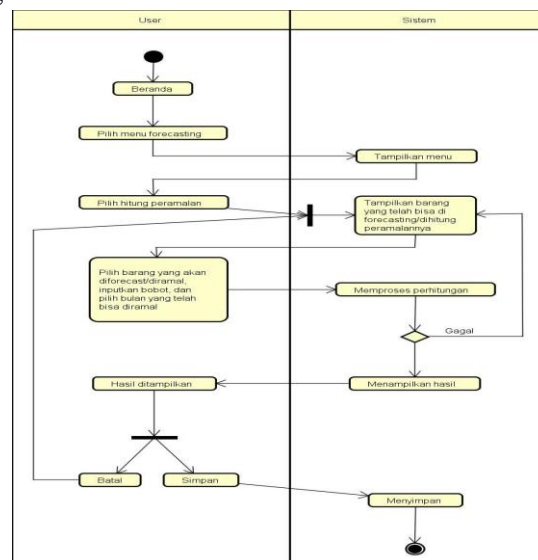 User
Sistem
Beranda
Pilih menu forecasting
Tampilkan menu
Pilih hitung peramalan
Tampilkan barang
yang telah bisa di
forecasting/dihitung
peramalannya
Pilih barang yang akan
diforecast/diramal,
inputkan bobot, dan
pilih bulan yang telah
bisa diramal
Memproses perhitungan
Gagal
Hasil ditampilkan
Menampilkan hasil
Batal
Simpan
Menyimpan